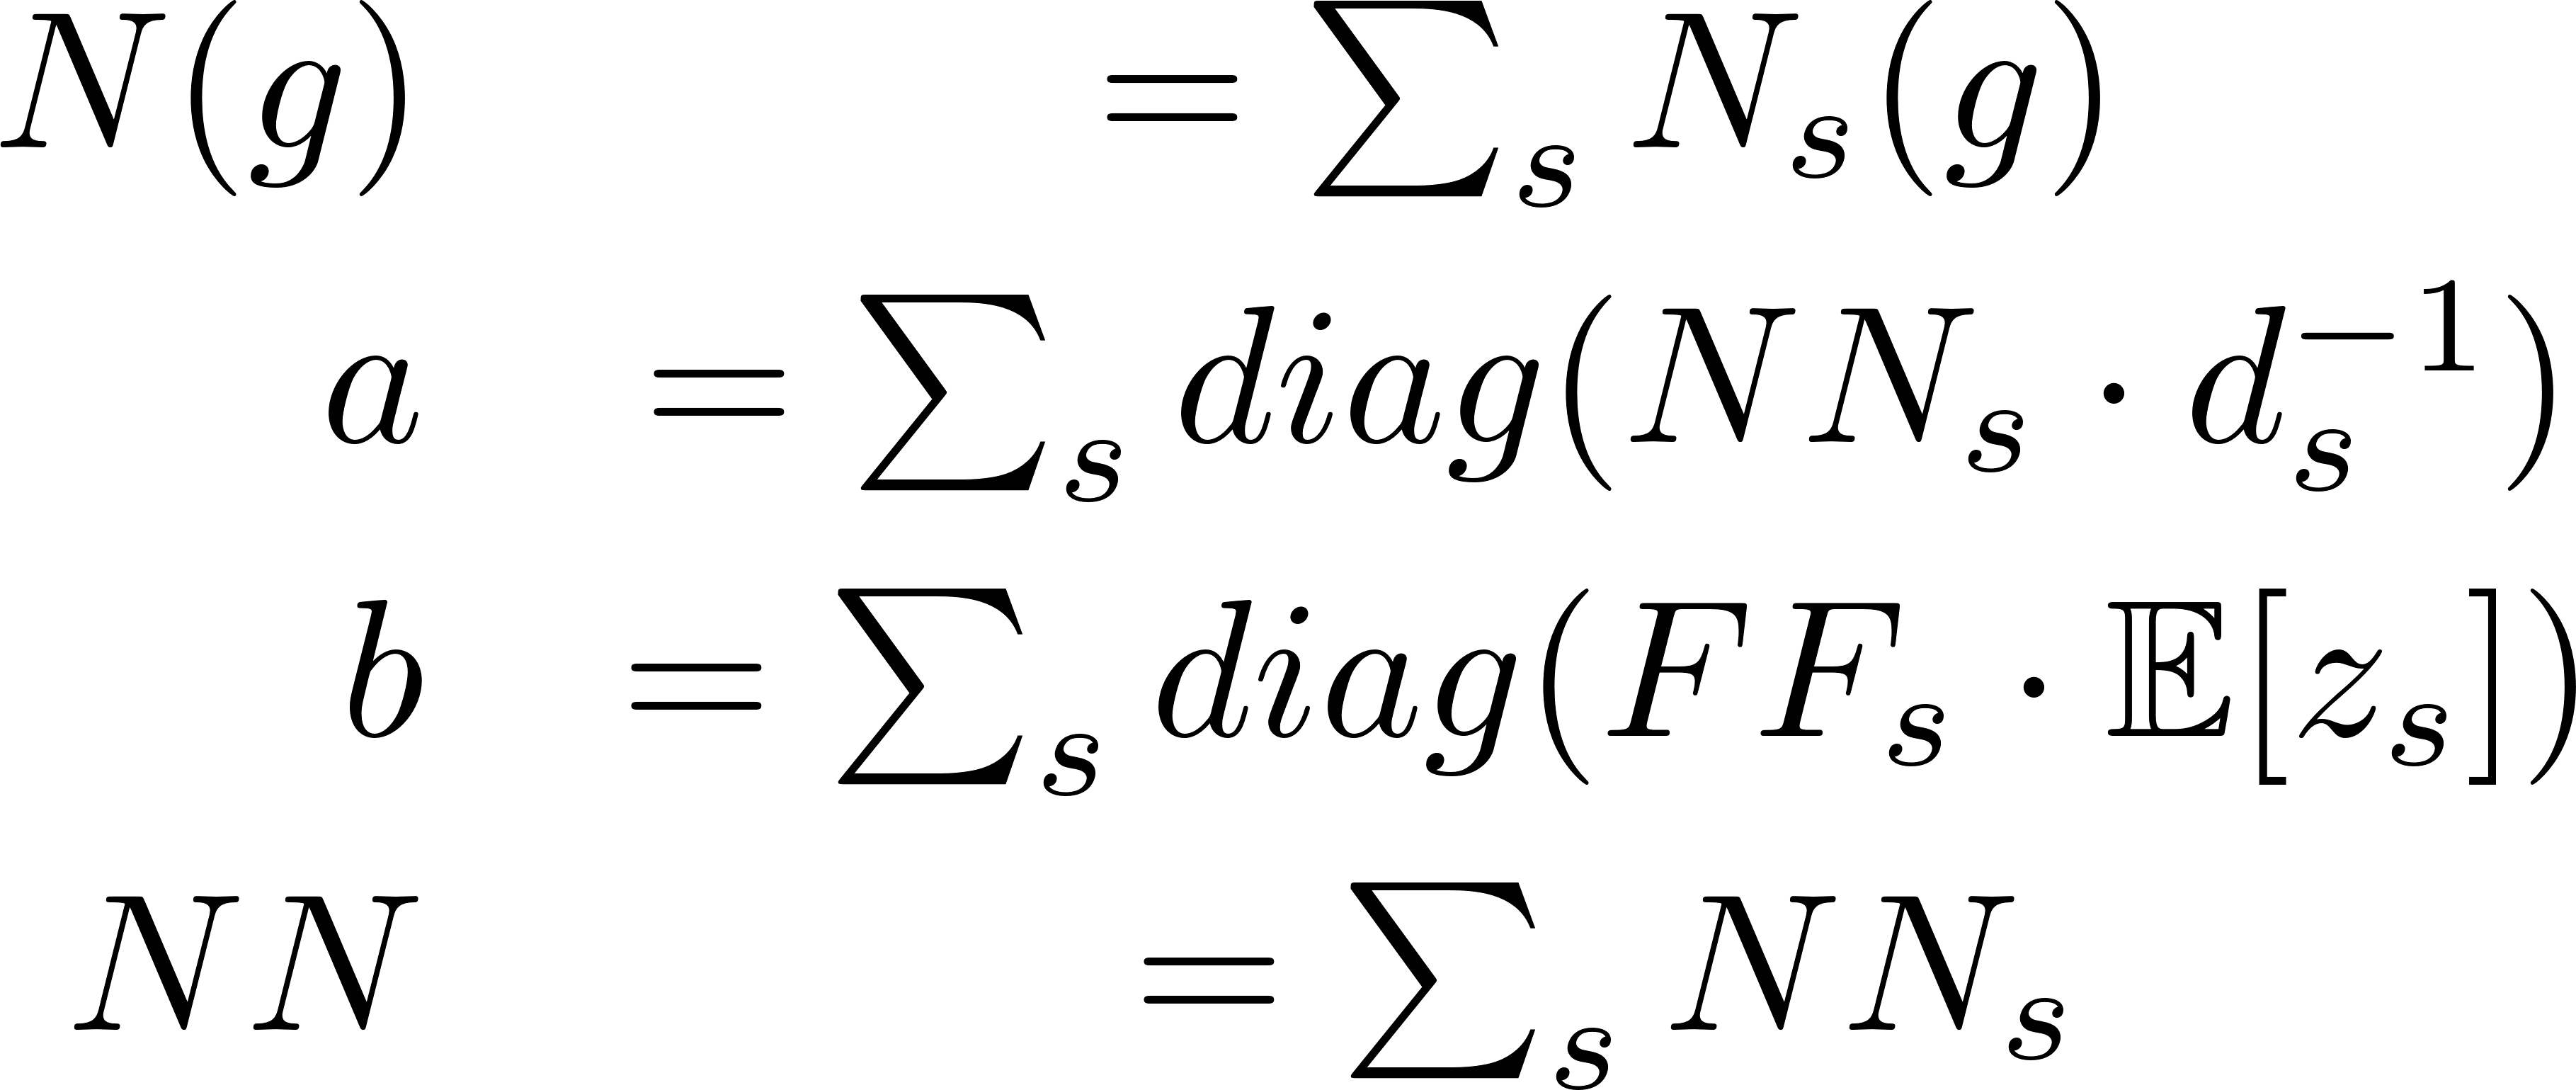 N(g) = ∑_s N_s(g)
a = ∑_s diag(NN_s · d_s^{-1})
b = ∑_s diag(FF_s · 𝔼[z_s])
NN = ∑_s NN_s